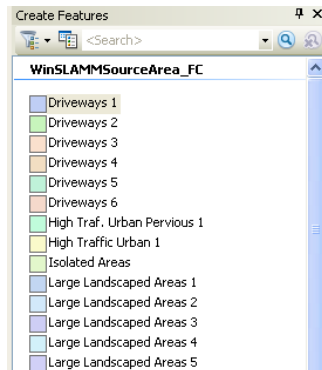 Create Features
<Search>
WinSLAMMSourceArea_FC
Driveways 1
Driveways 2
Driveways 3
Driveways 4
Driveways 5
Driveways 6
High Traf. Urban Pervious 1
High Traffic Urban 1
Isolated Areas
Large Landscaped Areas 1
Large Landscaped Areas 2
Large Landscaped Areas 3
Large Landscaped Areas 4
Large Landscaped Areas 5